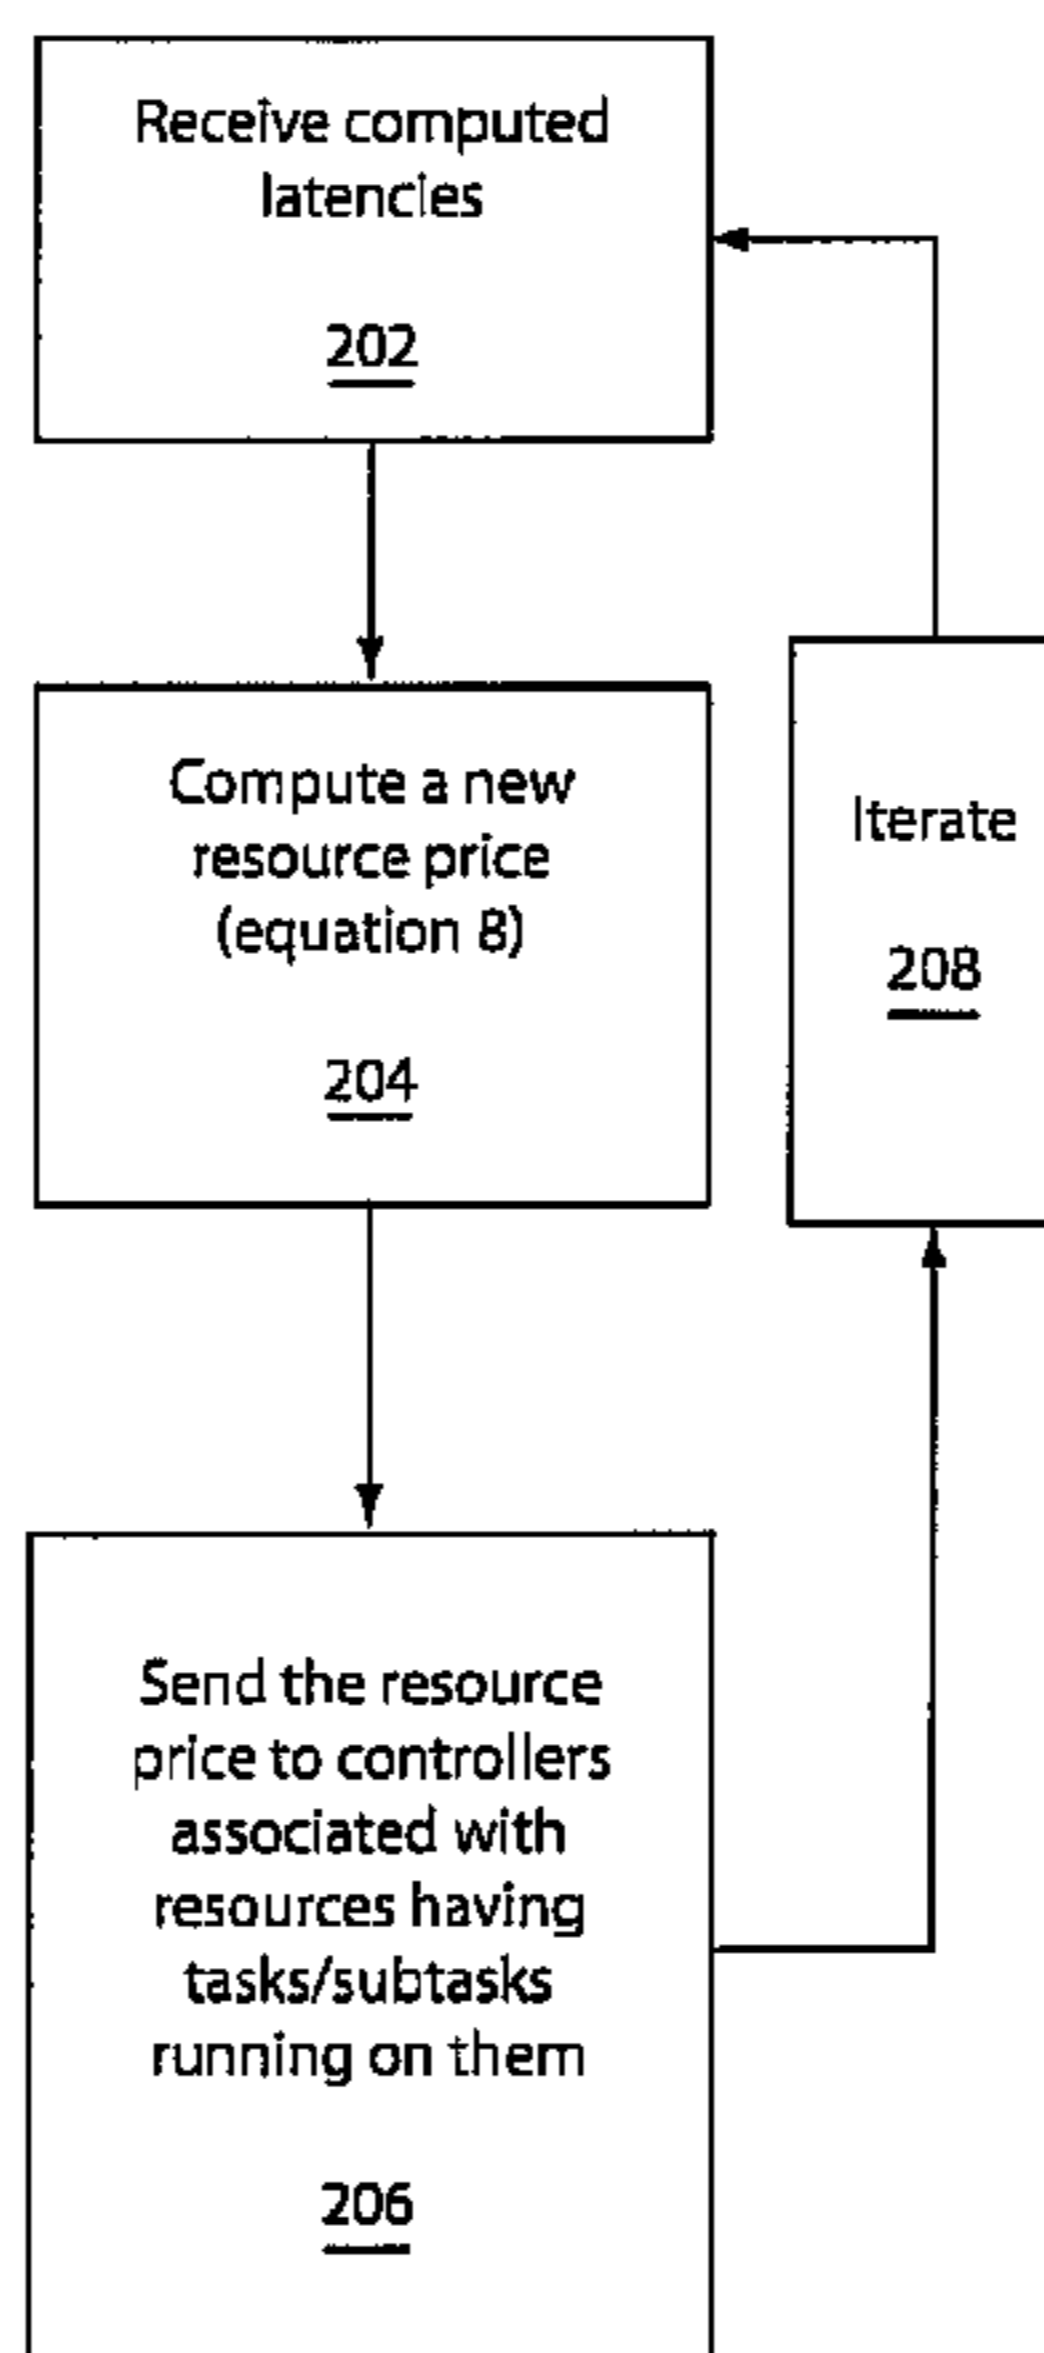 Receive computed
latencies
202
Compute a new
resource price
(equation 8)
204
Iterate
208
Send the resource
price to controllers
associated with
resources having
tasks/subtasks
running on them
206